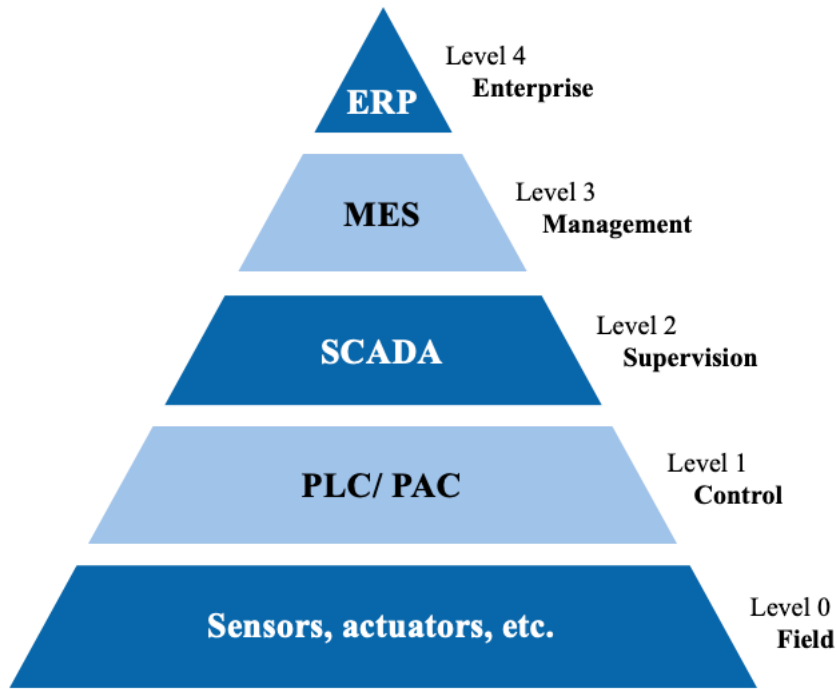 ERP
Level 4
Enterprise
MES
Level 3
Management
SCADA
Level 2
Supervision
PLC/ PAC
Level 1
Control
Sensors, actuators, etc.
Level 0
Field